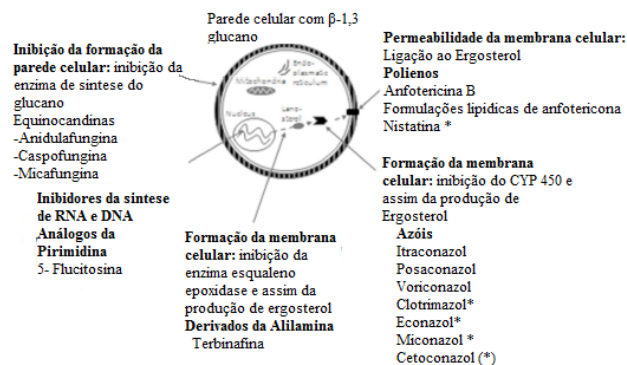 Parede celular com β-1,3
glucano
Inibição da formação da
parede celular: inibição da
enzima de sintese do
glucano
Equinocandinas
-Anidulafungina
-Caspofungina
-Micafungina
Endo-
plasmatic
reticulum
Mitochondria
Nucleus
Lano-
sterol
Permeabilidade da membrana celular:
Ligação ao Ergosterol
Polienos
Anfotericina B
Formulações lipidicas de anfotericona
Nistatina *
Formação da membrana
celular: inibição do CYP 450 e
assim da produção de
Ergosterol
Azóis
Itraconazol
Posaconazol
Voriconazol
Clotrimazol*
Econazol*
Miconazol *
Cetoconazol (*)
Inibidores da sintese
de RNA e DNA
Análogos da
Pirimidina
5- Flucitosina
Formação da membrana
celular: inibição da
enzima esqualeno
epoxidase e assim da
produção de ergosterol
Derivados da Alilamina
Terbinafina